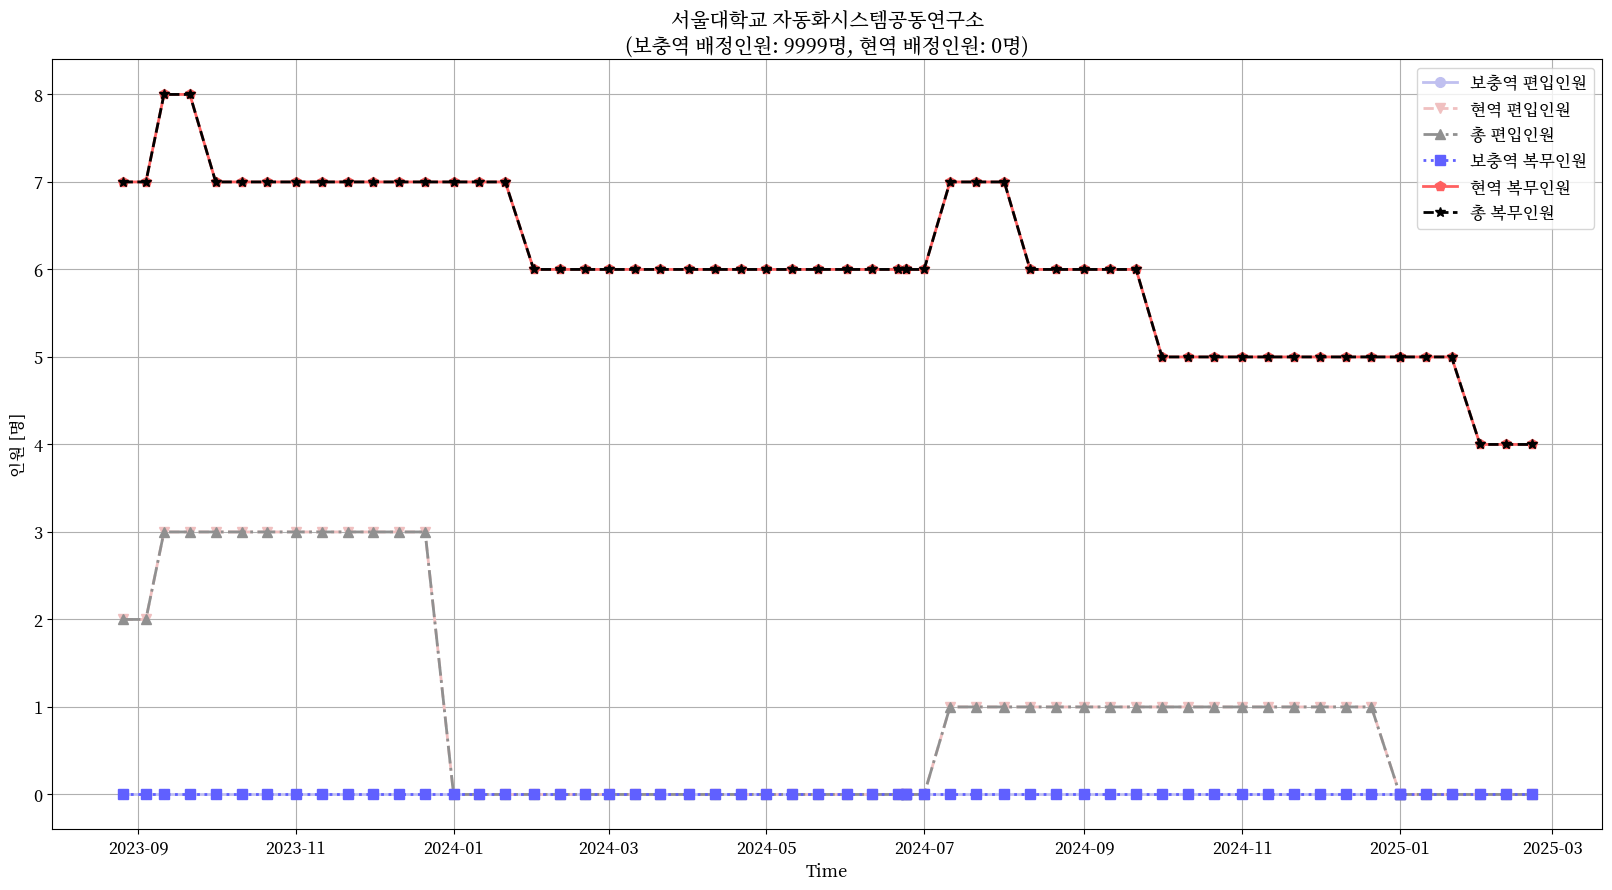 서울대학교 자동화시스템공동연구소
(보충역 배정인원: 9999명, 현역 배정인원: 0명)
보충역 편입인원
현역 편입인원
총 편입인원
보충역 복무인원
현역 복무인원
총 복무인원
인원 [명]
8
7
6
5
4
3
2
1
0
2023-09
2023-11
2024-01
2024-03
2024-05
2024-07
2024-09
2024-11
2025-01
2025-03
Time